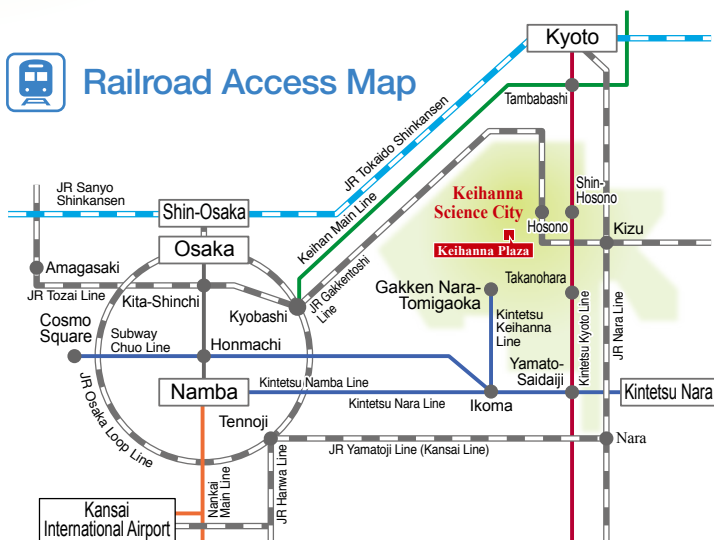 Railroad Access Map
Kyoto
Tambabashi
JR Tokaido Shinkansen
JR Sanyo
Shinkansen
Shin-Osaka
Keihan Main Line
Keihanna
Science City
Shin-
Hosono
Hosono
Kizu
Osaka
Keihanna Plaza
Amagasaki
JR Tozai Line
Kita-Shinchi
Kyobashi
JR Gakkentoshi
Line
Takanohara
Gakken Nara-
Tomigaoka
Kintetsu
Keihanna
Line
Kintetsu Kyoto Line
JR Nara Line
Cosmo
Square
Subway
Chuo Line
Honmachi
Yamato-
Saidaiji
JR Osaka Loop Line
Namba
Kintetsu Namba Line
Kintetsu Nara Line
Ikoma
Kintetsu Nara
Tennoji
Nara
JR Yamatoji Line (Kansai Line)
Nankai
Main Line
JR Hanwa Line
Kansai
International Airport